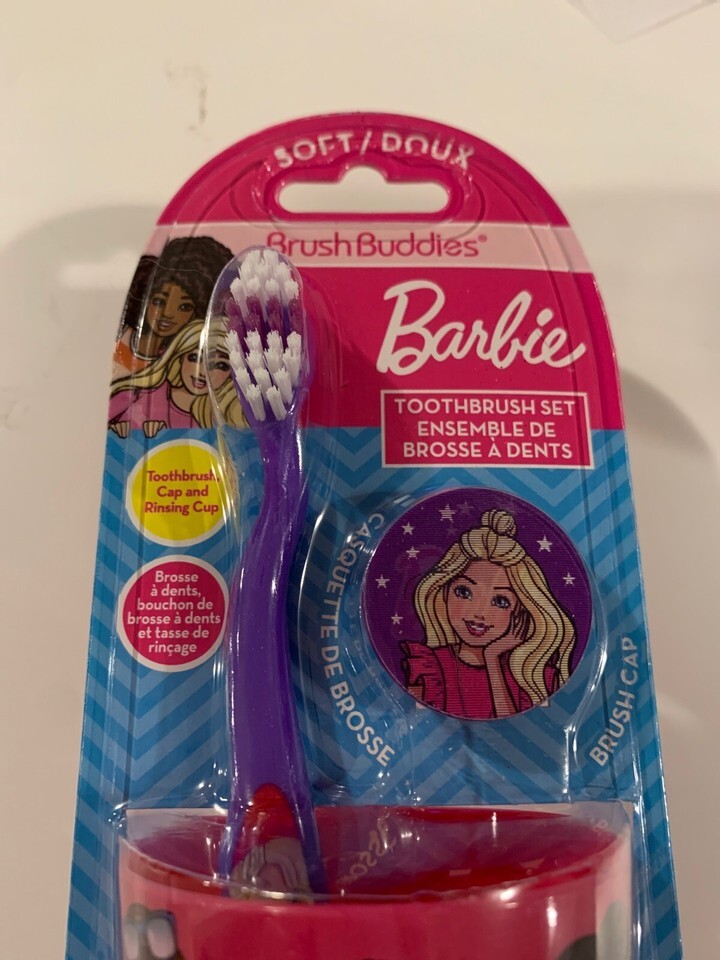 SOFT / DOUX
BrushBuddies®
Barbie
TOOTHBRUSH SET
ENSEMBLE DE
BROSSE À DENTS
Toothbrush,
Cap and
Rinsing Cup
Brosse
à dents,
bouchon de
brosse à dents
et tasse de
rinçage
CASQUETTE DE BROSSE
BRUSH CAP